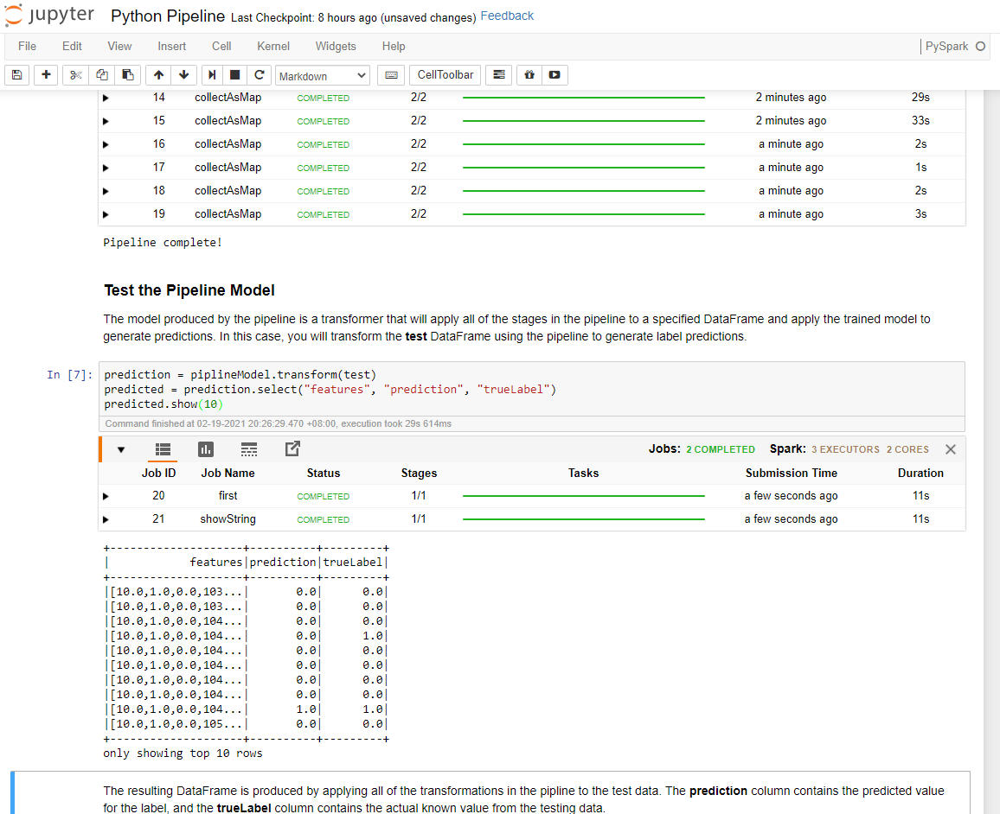 jupyter Python Pipeline Last Checkpoint: 8 hours ago (unsaved changes) Feedback
File Edit View Insert Cell Kernel Widgets Help PySpark
Markdown CellToolbar
14 collectAsMap COMPLETED 2/2 2 minutes ago 29s
15 collectAsMap COMPLETED 2/2 2 minutes ago 33s
16 collectAsMap COMPLETED 2/2 a minute ago 2s
17 collectAsMap COMPLETED 2/2 a minute ago 1s
18 collectAsMap COMPLETED 2/2 a minute ago 2s
19 collectAsMap COMPLETED 2/2 a minute ago 3s
Pipeline complete!
Test the Pipeline Model
The model produced by the pipeline is a transformer that will apply all of the stages in the pipeline to a specified DataFrame and apply the trained model to
generate predictions. In this case, you will transform the test DataFrame using the pipeline to generate label predictions.
In [7]: prediction = piplineModel.transform(test)
predicted = prediction.select("features", "prediction", "trueLabel")
predicted.show(10)
Command finished at 02-19-2021 20:26:29.470 +08:00, execution took 29s 614ms
Jobs: 2 COMPLETED Spark: 3 EXECUTORS 2 CORES
Job ID Job Name Status Stages Tasks Submission Time Duration
20 first COMPLETED 1/1 a few seconds ago 11s
21 showString COMPLETED 1/1 a few seconds ago 11s
+--------------------+----------+---------+
|            features|prediction|trueLabel|
+--------------------+----------+---------+
|[10.0,1.0,0.0,103...|       0.0|      0.0|
|[10.0,1.0,0.0,103...|       0.0|      0.0|
|[10.0,1.0,0.0,104...|       0.0|      0.0|
|[10.0,1.0,0.0,104...|       0.0|      1.0|
|[10.0,1.0,0.0,104...|       0.0|      0.0|
|[10.0,1.0,0.0,104...|       0.0|      0.0|
|[10.0,1.0,0.0,104...|       0.0|      0.0|
|[10.0,1.0,0.0,104...|       0.0|      0.0|
|[10.0,1.0,0.0,104...|       1.0|      1.0|
|[10.0,1.0,0.0,105...|       0.0|      0.0|
+--------------------+----------+---------+
only showing top 10 rows
The resulting DataFrame is produced by applying all of the transformations in the pipline to the test data. The prediction column contains the predicted value
for the label, and the trueLabel column contains the actual known value from the testing data.